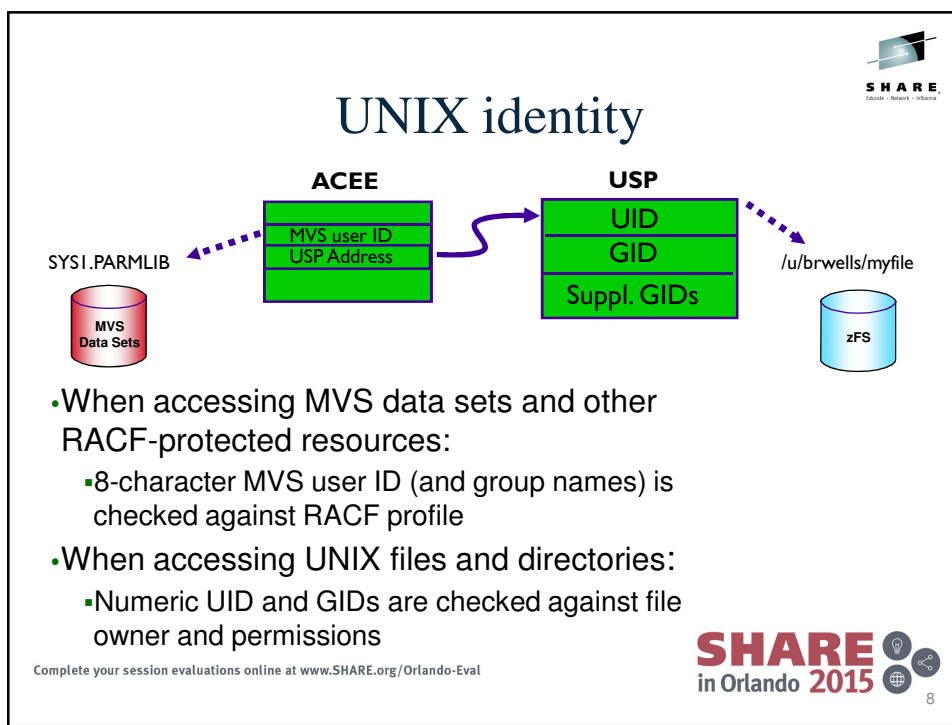 SHARE
Educate · Network · Influence
UNIX identity
ACEE
USP
MVS user ID
USP Address
UID
GID
Suppl. GIDs
SYS1.PARMLIB
/u/brwells/myfile
MVS
Data Sets
zFS
•When accessing MVS data sets and other
RACF-protected resources:
▪8-character MVS user ID (and group names) is
checked against RACF profile
•When accessing UNIX files and directories:
▪Numeric UID and GIDs are checked against file
owner and permissions
Complete your session evaluations online at www.SHARE.org/Orlando-Eval
SHARE
in Orlando 2015
8